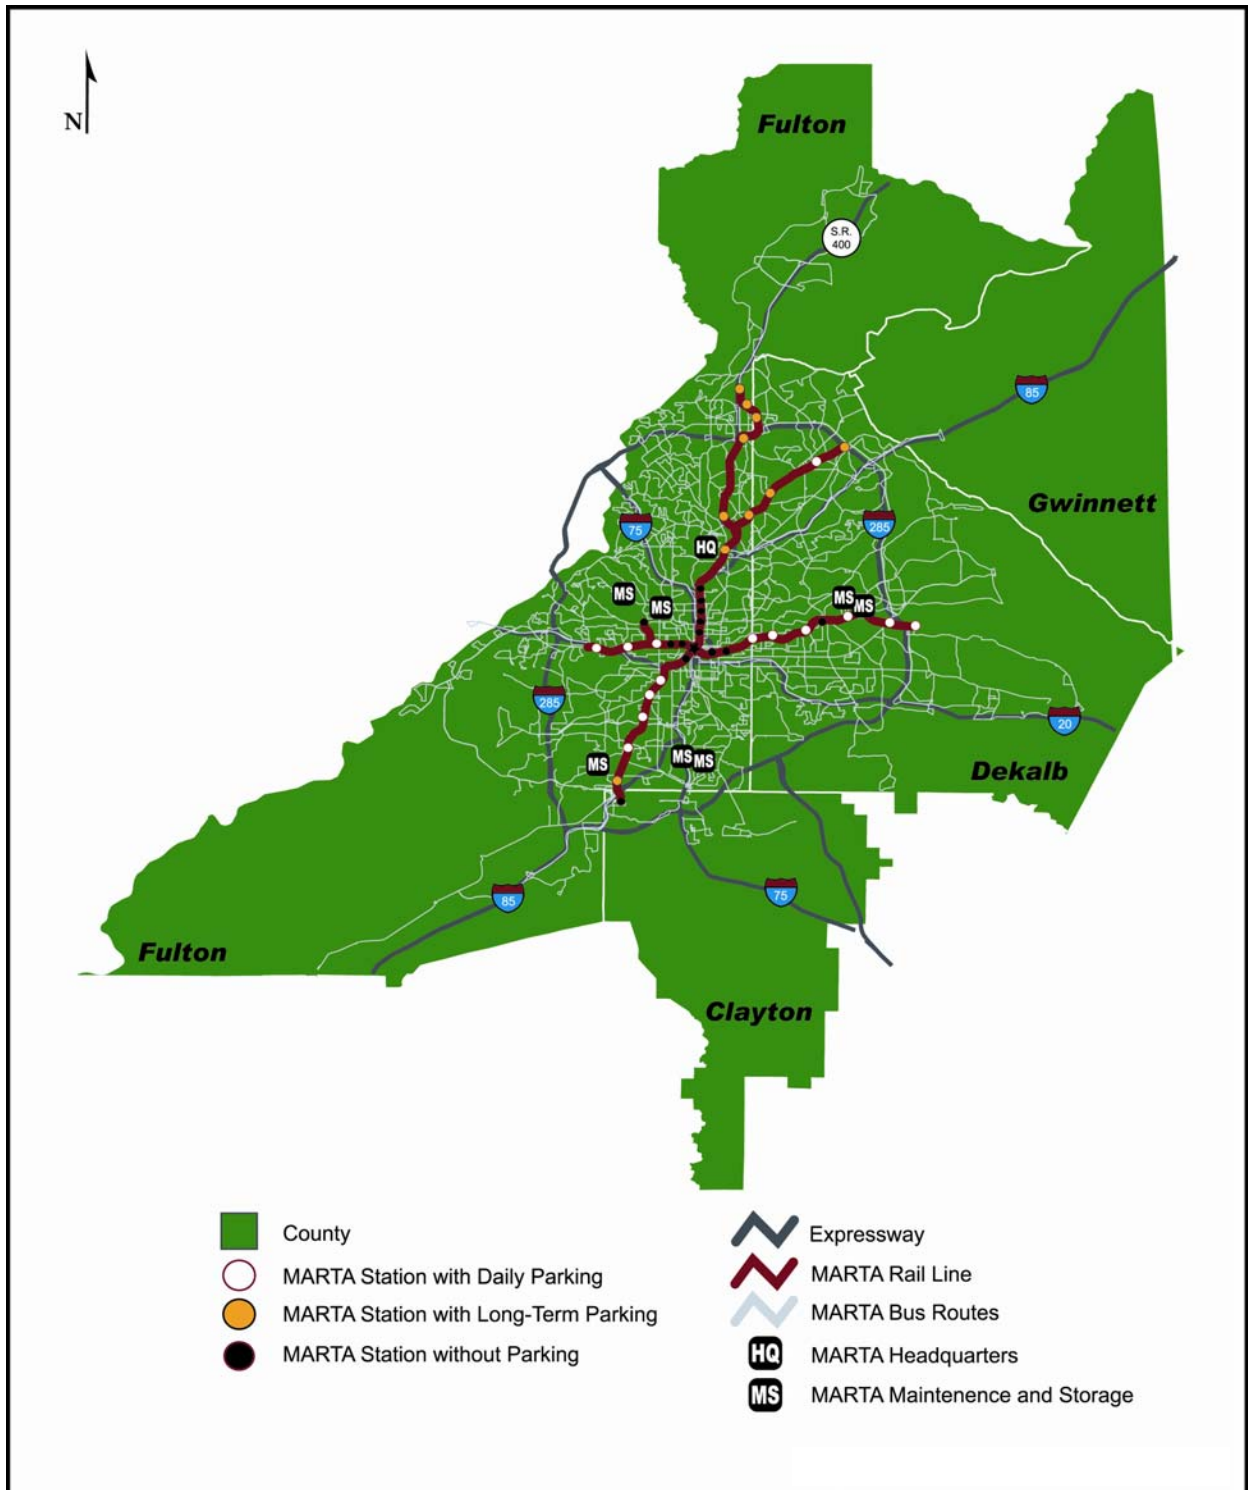 N
Fulton
S.R.
400
85
Gwinnett
75
285
HQ
MS
MS
MS
MS
285
20
MS
MS
MS
Dekalb
85
75
Fulton
Clayton
County
MARTA Station with Daily Parking
MARTA Station with Long-Term Parking
MARTA Station without Parking
Expressway
MARTA Rail Line
MARTA Bus Routes
HQ MARTA Headquarters
MS MARTA Maintenence and Storage